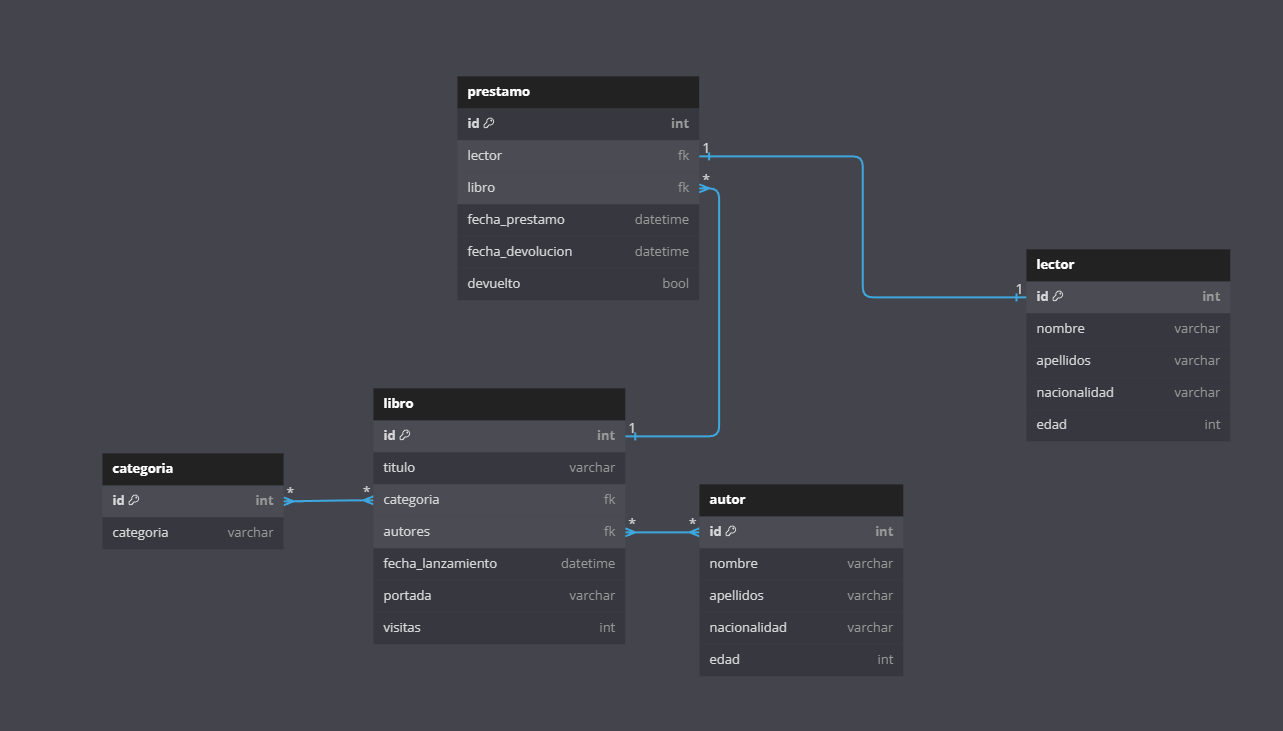 prestamo
id int
lector fk
libro fk
fecha_prestamo datetime
fecha_devolucion datetime
devuelto bool
1
*
1
lector
id int
nombre varchar
apellidos varchar
nacionalidad varchar
edad int
libro
id int
titulo varchar
categoria fk
autores fk
fecha_lanzamiento datetime
portada varchar
visitas int
1
categoria
id int
categoria varchar
*
*
*
*
autor
id int
nombre varchar
apellidos varchar
nacionalidad varchar
edad int